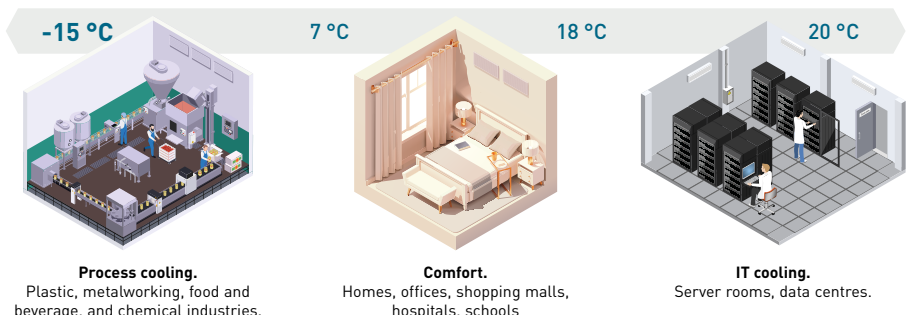 -15 °C
7 °C
18 °C
20 °C
Process cooling.
Plastic, metalworking, food and
beverage, and chemical industries.
Comfort.
Homes, offices, shopping malls,
hospitals, schools
IT cooling.
Server rooms, data centres.